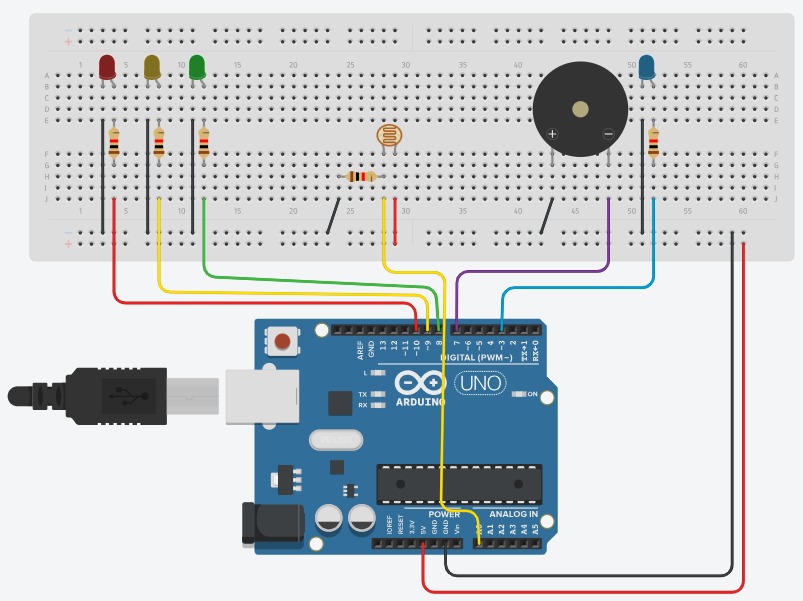 1 5 10 15 20 25 30 35 40 45 50 55 60
A A
B B
C C
D D
E E
+ −
F F
G G
H H
I I
J J
1 5 10 15 20 25 30 35 40 45 50 55 60
AREF
GND
13
12
~11
~10
~9
8
7
~6
~5
4
~3
2
TX→1
RX←0
DIGITAL (PWM~)
L
TX
RX
ARDUINO
UNO
ON
POWER
ANALOG IN
IOREF
RESET
3.3V
5V
GND
GND
Vin
A0
A1
A2
A3
A4
A5